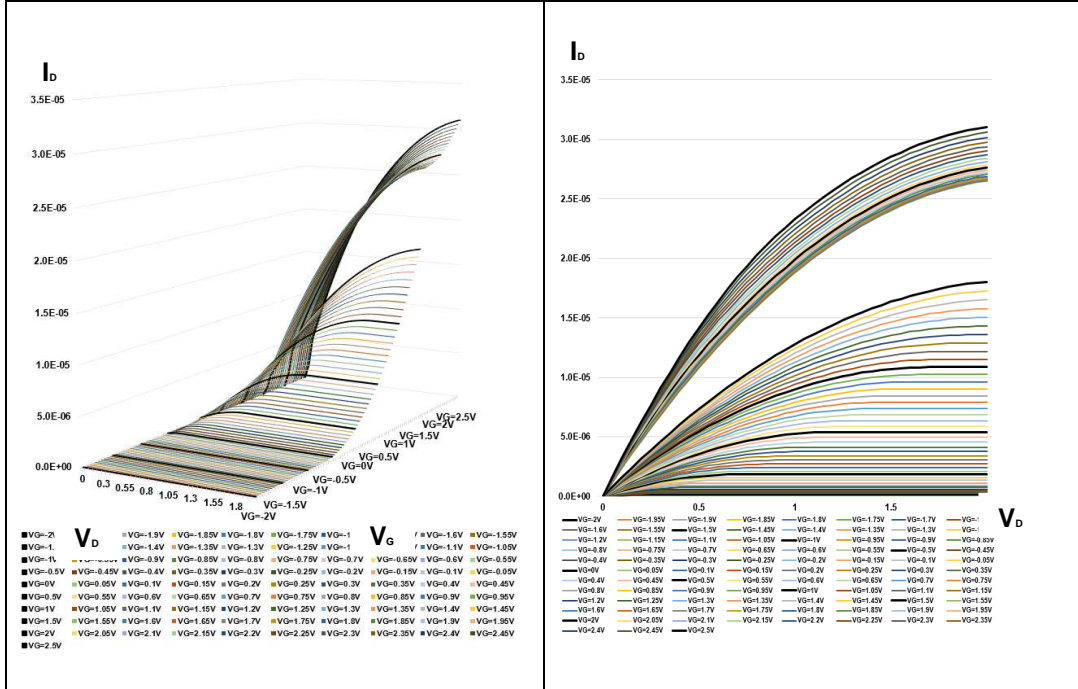 I_D
3.5E-05
3.0E-05
2.5E-05
2.0E-05
1.5E-05
1.0E-05
5.0E-06
0.0E+00
0 0.3 0.55 0.8 1.05 1.3 1.55 1.8
VG=2.5V
VG=2V
VG=1.5V
VG=1V
VG=0.5V
VG=0V
VG=-0.5V
VG=-1V
VG=-1.5V
VG=-2V
V_D V_G
VG=-1.9V VG=-1.85V VG=-1.8V VG=-1.75V VG=-1.6V VG=-1.55V
VG=-1.4V VG=-1.35V VG=-1.3V VG=-1.25V VG=-1.1V VG=-1.05V
VG=-0.9V VG=-0.85V VG=-0.8V VG=-0.75V VG=-0.7V VG=-0.65V VG=-0.6V VG=-0.55V
VG=-0.5V VG=-0.45V VG=-0.4V VG=-0.35V VG=-0.3V VG=-0.25V VG=-0.2V VG=-0.15V VG=-0.1V VG=-0.05V
VG=0V VG=0.05V VG=0.1V VG=0.15V VG=0.2V VG=0.25V VG=0.3V VG=0.35V VG=0.4V VG=0.45V
VG=0.5V VG=0.55V VG=0.6V VG=0.65V VG=0.7V VG=0.75V VG=0.8V VG=0.85V VG=0.9V VG=0.95V
VG=1V VG=1.05V VG=1.1V VG=1.15V VG=1.2V VG=1.25V VG=1.3V VG=1.35V VG=1.4V VG=1.45V
VG=1.5V VG=1.55V VG=1.6V VG=1.65V VG=1.7V VG=1.75V VG=1.8V VG=1.85V VG=1.9V VG=1.95V
VG=2V VG=2.05V VG=2.1V VG=2.15V VG=2.2V VG=2.25V VG=2.3V VG=2.35V VG=2.4V VG=2.45V
VG=2.5V
I_D
3.5E-05
3.0E-05
2.5E-05
2.0E-05
1.5E-05
1.0E-05
5.0E-06
0.0E+00
0 0.5 1 1.5
V_D
VG=-2V VG=-1.95V VG=-1.9V VG=-1.85V VG=-1.8V VG=-1.75V VG=-1.7V
VG=-1.6V VG=-1.55V VG=-1.5V VG=-1.45V VG=-1.4V VG=-1.35V VG=-1.3V
VG=-1.2V VG=-1.15V VG=-1.1V VG=-1.05V VG=-1V VG=-0.95V VG=-0.9V VG=-0.85V
VG=-0.8V VG=-0.75V VG=-0.7V VG=-0.65V VG=-0.6V VG=-0.55V VG=-0.5V VG=-0.45V
VG=-0.4V VG=-0.35V VG=-0.3V VG=-0.25V VG=-0.2V VG=-0.15V VG=-0.1V VG=-0.05V
VG=0V VG=0.05V VG=0.1V VG=0.15V VG=0.2V VG=0.25V VG=0.3V VG=0.35V
VG=0.4V VG=0.45V VG=0.5V VG=0.55V VG=0.6V VG=0.65V VG=0.7V VG=0.75V
VG=0.8V VG=0.85V VG=0.9V VG=0.95V VG=1V VG=1.05V VG=1.1V VG=1.15V
VG=1.2V VG=1.25V VG=1.3V VG=1.35V VG=1.4V VG=1.45V VG=1.5V VG=1.55V
VG=1.6V VG=1.65V VG=1.7V VG=1.75V VG=1.8V VG=1.85V VG=1.9V VG=1.95V
VG=2V VG=2.05V VG=2.1V VG=2.15V VG=2.2V VG=2.25V VG=2.3V VG=2.35V
VG=2.4V VG=2.45V VG=2.5V